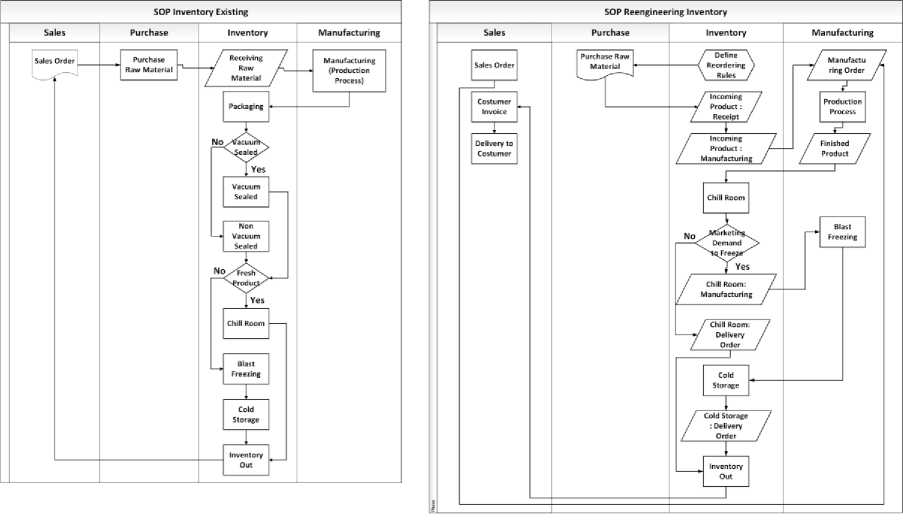 SOP Inventory Existing
Sales
Purchase
Inventory
Manufacturing
Sales Order
Purchase
Raw Material
Receiving
Raw
Material
Manufacturing
(Production
Process)
Packaging
No
Vacuum
Sealed
Yes
Vacuum
Sealed
Non
Vacuum
Sealed
No
Fresh
Product
Yes
Chill Room
Blast
Freezing
Cold
Storage
Inventory
Out
SOP Reengineering Inventory
Sales
Purchase
Inventory
Manufacturing
Sales Order
Purchase Raw
Material
Define
Reordering
Rules
Manufactu
ring Order
Costumer
Invoice
Incoming
Product :
Receipt
Production
Process
Delivery to
Costumer
Incoming
Product :
Manufacturing
Finished
Product
Chill Room
No
Marketing
Demand
to Freeze
Yes
Blast
Freezing
Chill Room:
Manufacturing
Chill Room:
Delivery
Order
Cold
Storage
Cold Storage
: Delivery
Order
Inventory
Out